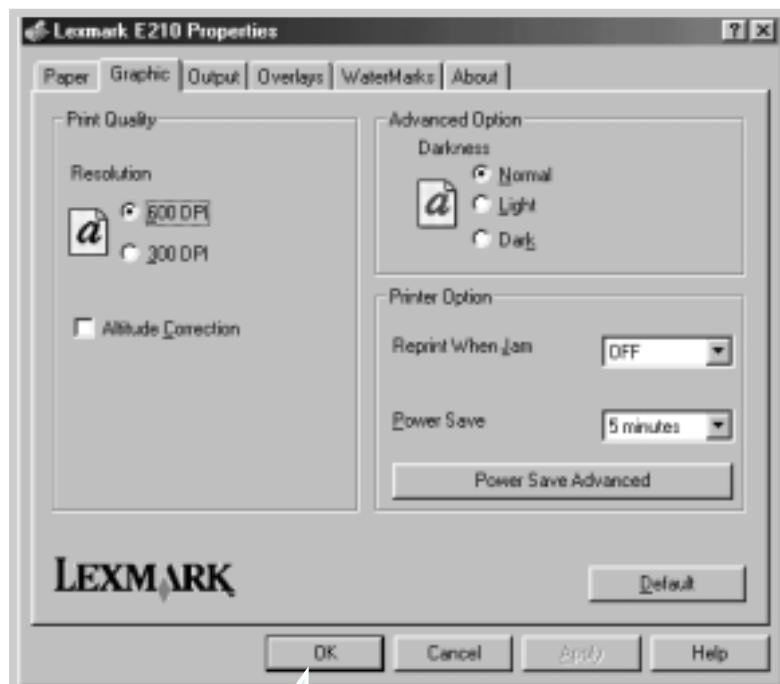 Lexmark E210 Properties
Paper
Graphic
Output
Overlays
WaterMarks
About
Print Quality
Resolution
a
600 DPI
300 DPI
Altitude Correction
Advanced Option
Darkness
a
Normal
Light
Dark
Printer Option
Reprint When Jam
OFF
Power Save
5 minutes
Power Save Advanced
LEXMARK
Default
OK
Cancel
Apply
Help